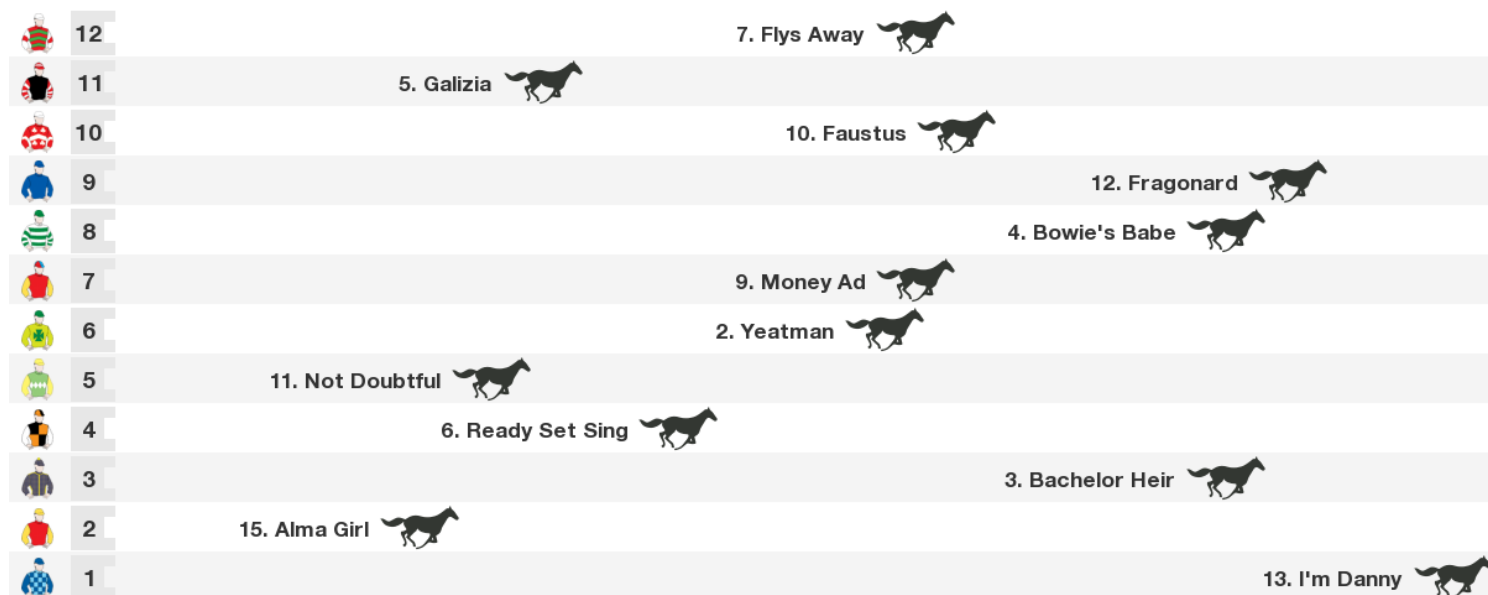 12 7. Flys Away
11 5. Galizia
10 10. Faustus
9 12. Fragonard
8 4. Bowie's Babe
7 9. Money Ad
6 2. Yeatman
5 11. Not Doubtful
4 6. Ready Set Sing
3 3. Bachelor Heir
2 15. Alma Girl
1 13. I'm Danny